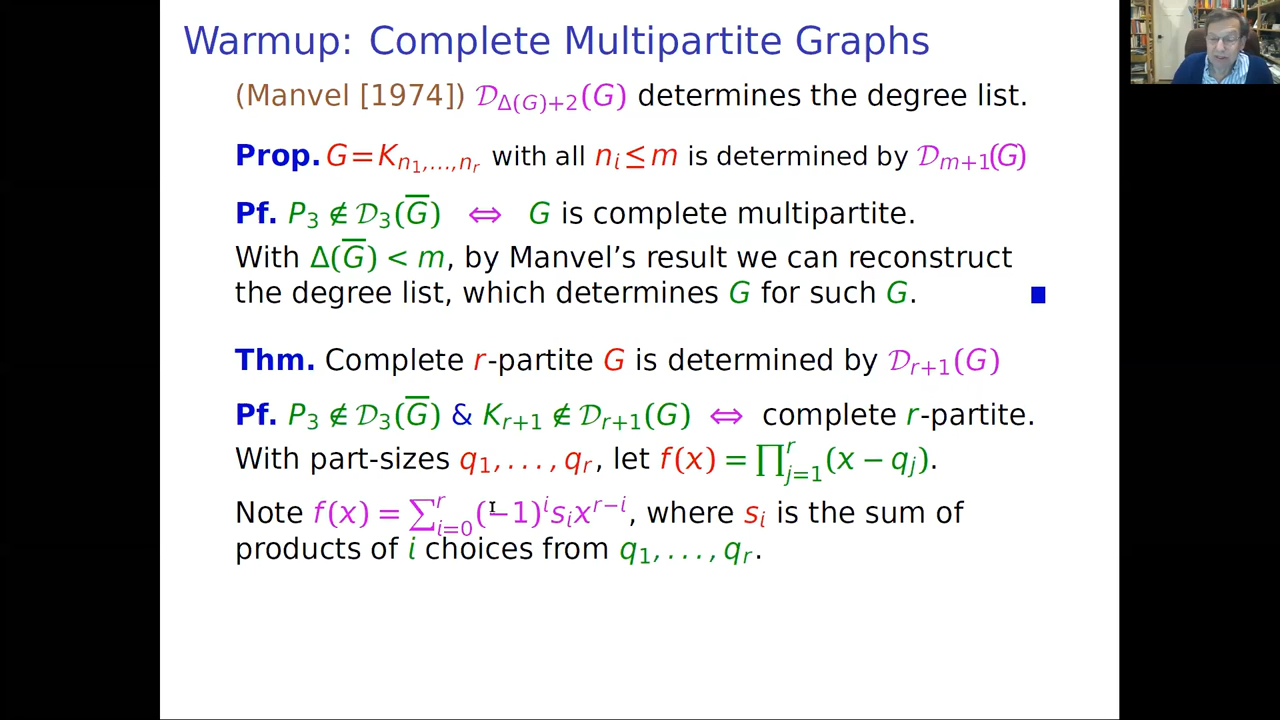 Warmup: Complete Multipartite Graphs
(Manvel [1974]) 𝒟_{Δ(G)+2}(G) determines the degree list.
Prop. G=K_{n_1,...,n_r} with all n_i≤m is determined by 𝒟_{m+1}(G)
Pf. P_3 ∉ 𝒟_3(G̅) ⇔ G is complete multipartite.
With Δ(G̅) < m, by Manvel’s result we can reconstruct
the degree list, which determines G for such G. ■
Thm. Complete r-partite G is determined by 𝒟_{r+1}(G)
Pf. P_3 ∉ 𝒟_3(G̅) & K_{r+1} ∉ 𝒟_{r+1}(G) ⇔ complete r-partite.
With part-sizes q_1,...,q_r, let f(x) = ∏_{j=1}^r (x − q_j).
Note f(x) = ∑_{i=0}^r (−1)^i s_i x^{r−i}, where s_i is the sum of
products of i choices from q_1,...,q_r.